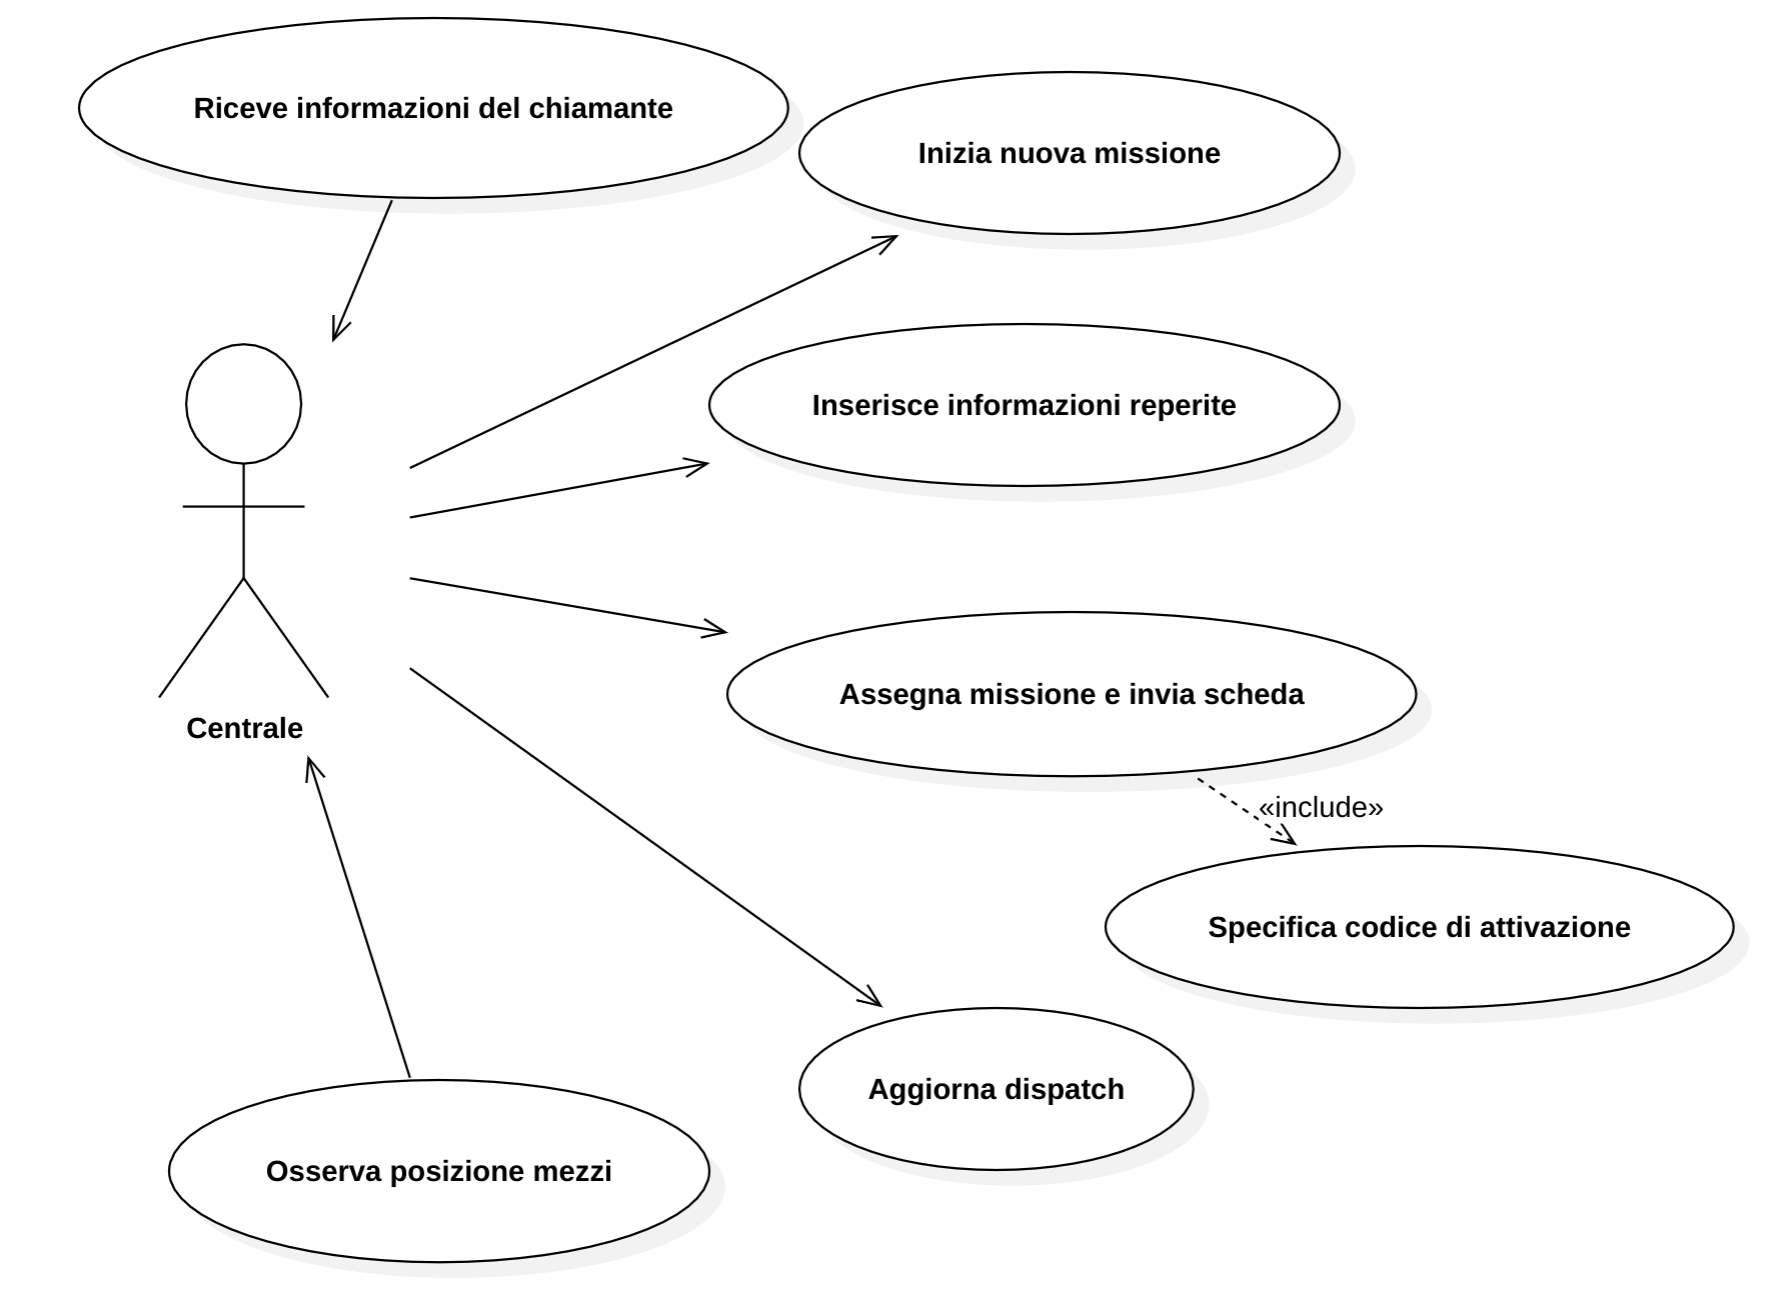 Riceve informazioni del chiamante
Inizia nuova missione
Inserisce informazioni reperite
Assegna missione e invia scheda
Centrale
«include»
Specifica codice di attivazione
Aggiorna dispatch
Osserva posizione mezzi